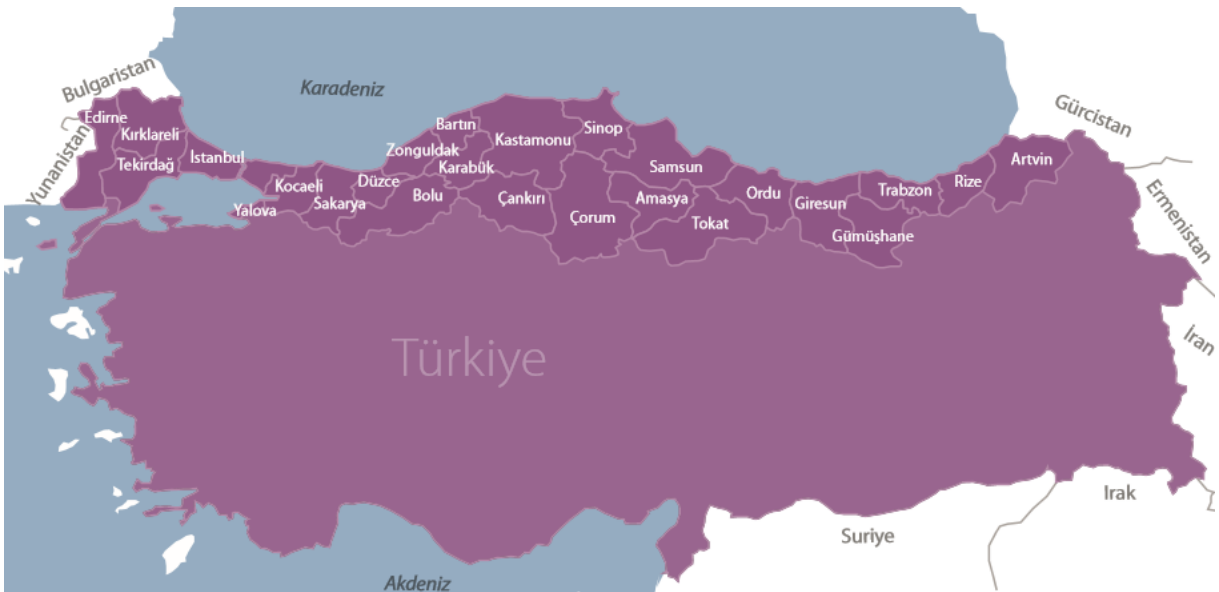 Bulgaristan
Karadeniz
Gürcistan
Edirne
Bartın
Sinop
Kırklareli
Kastamonu
Yunanistan
Zonguldak
İstanbul
Artvin
Tekirdağ
Karabük
Samsun
Kocaeli
Düzce
Rize
Trabzon
Ermenistan
Bolu
Çankırı
Amasya
Ordu
Giresun
Yalova
Sakarya
Çorum
Tokat
Gümüşhane
İran
Türkiye
Irak
Suriye
Akdeniz